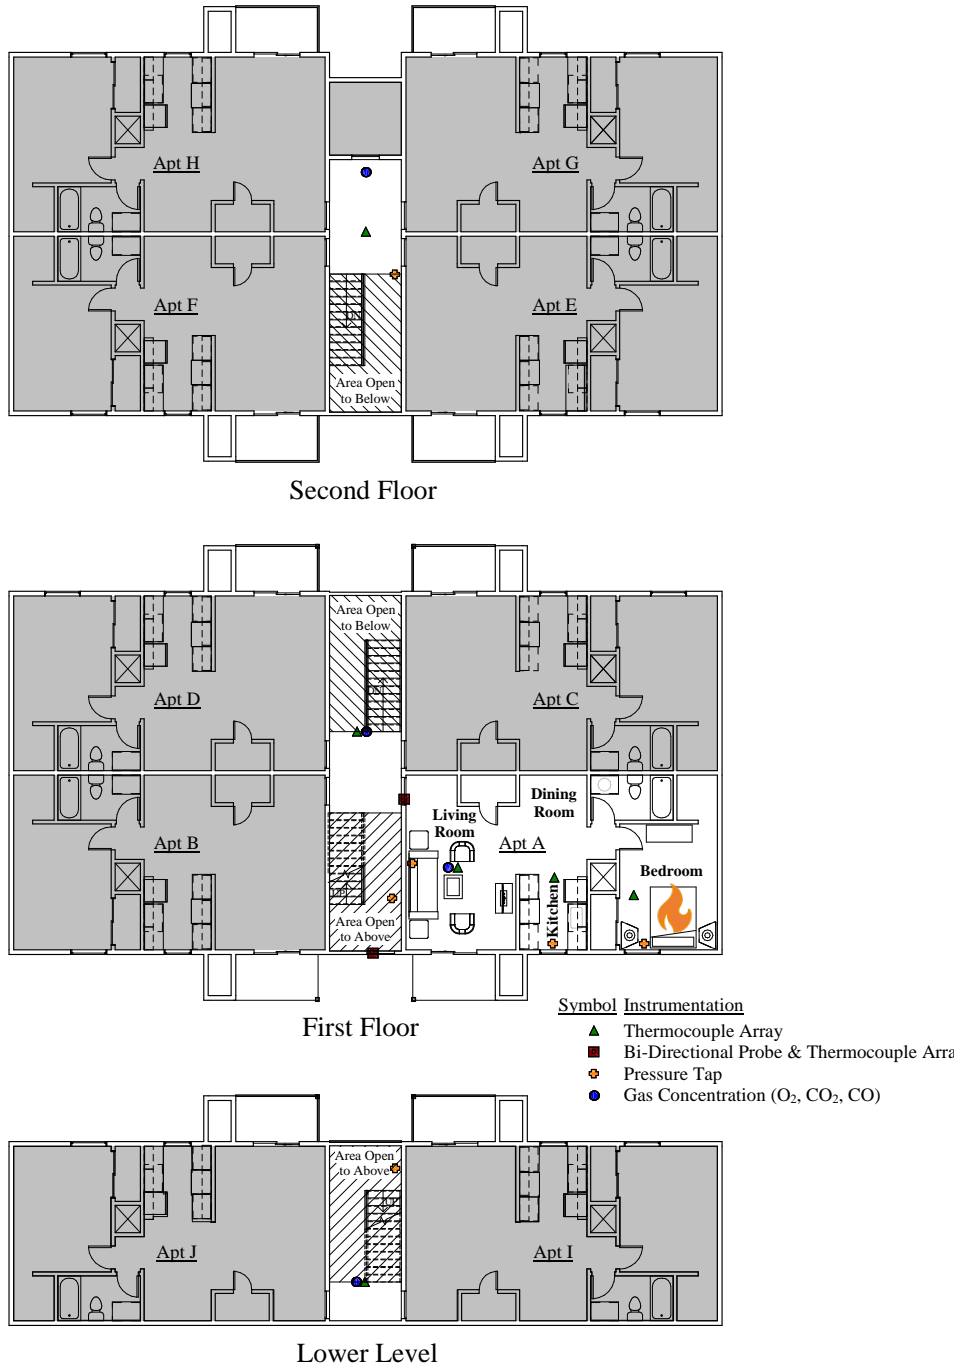 Apt H
Apt G
Apt F
Apt E
Area Open
to Below
Second Floor
Area Open
to Below
Apt D
Apt C
Living
Room
Dining
Room
Apt B
Apt A
Bedroom
Kitchen
UP
Area Open
to Above
First Floor
Symbol Instrumentation
Thermocouple Array
Bi-Directional Probe & Thermocouple Arra
Pressure Tap
Gas Concentration (O₂, CO₂, CO)
Area Open
to Above
Apt J
Apt I
Lower Level